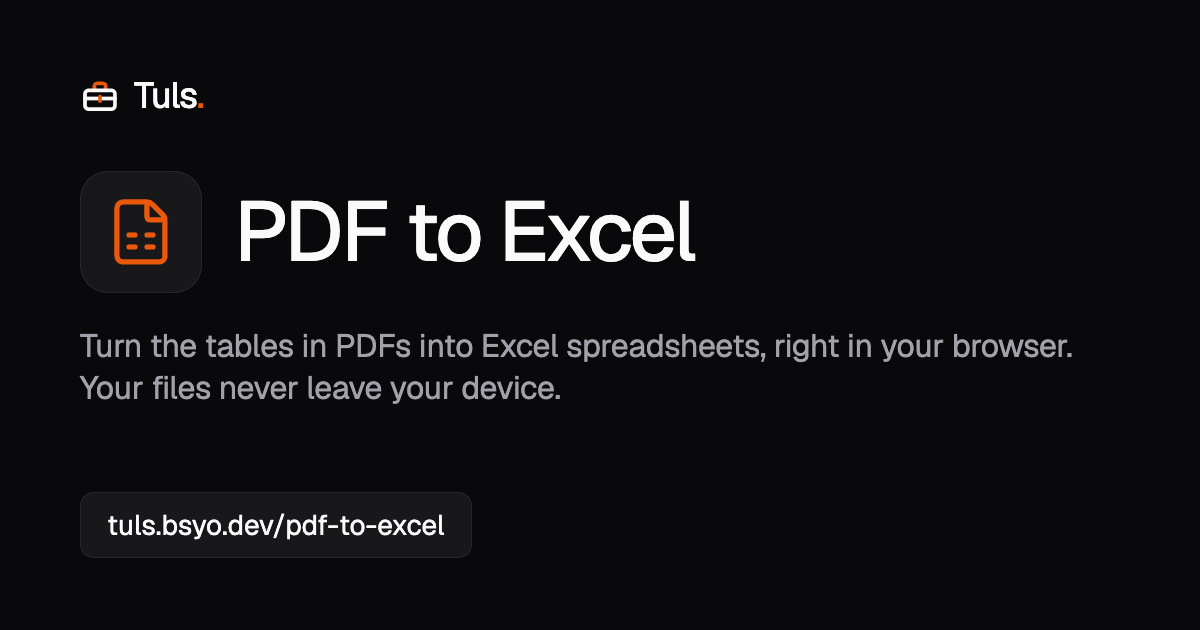 Tuls.
PDF to Excel
Turn the tables in PDFs into Excel spreadsheets, right in your browser.
Your files never leave your device.
tuls.bsyo.dev/pdf-to-excel